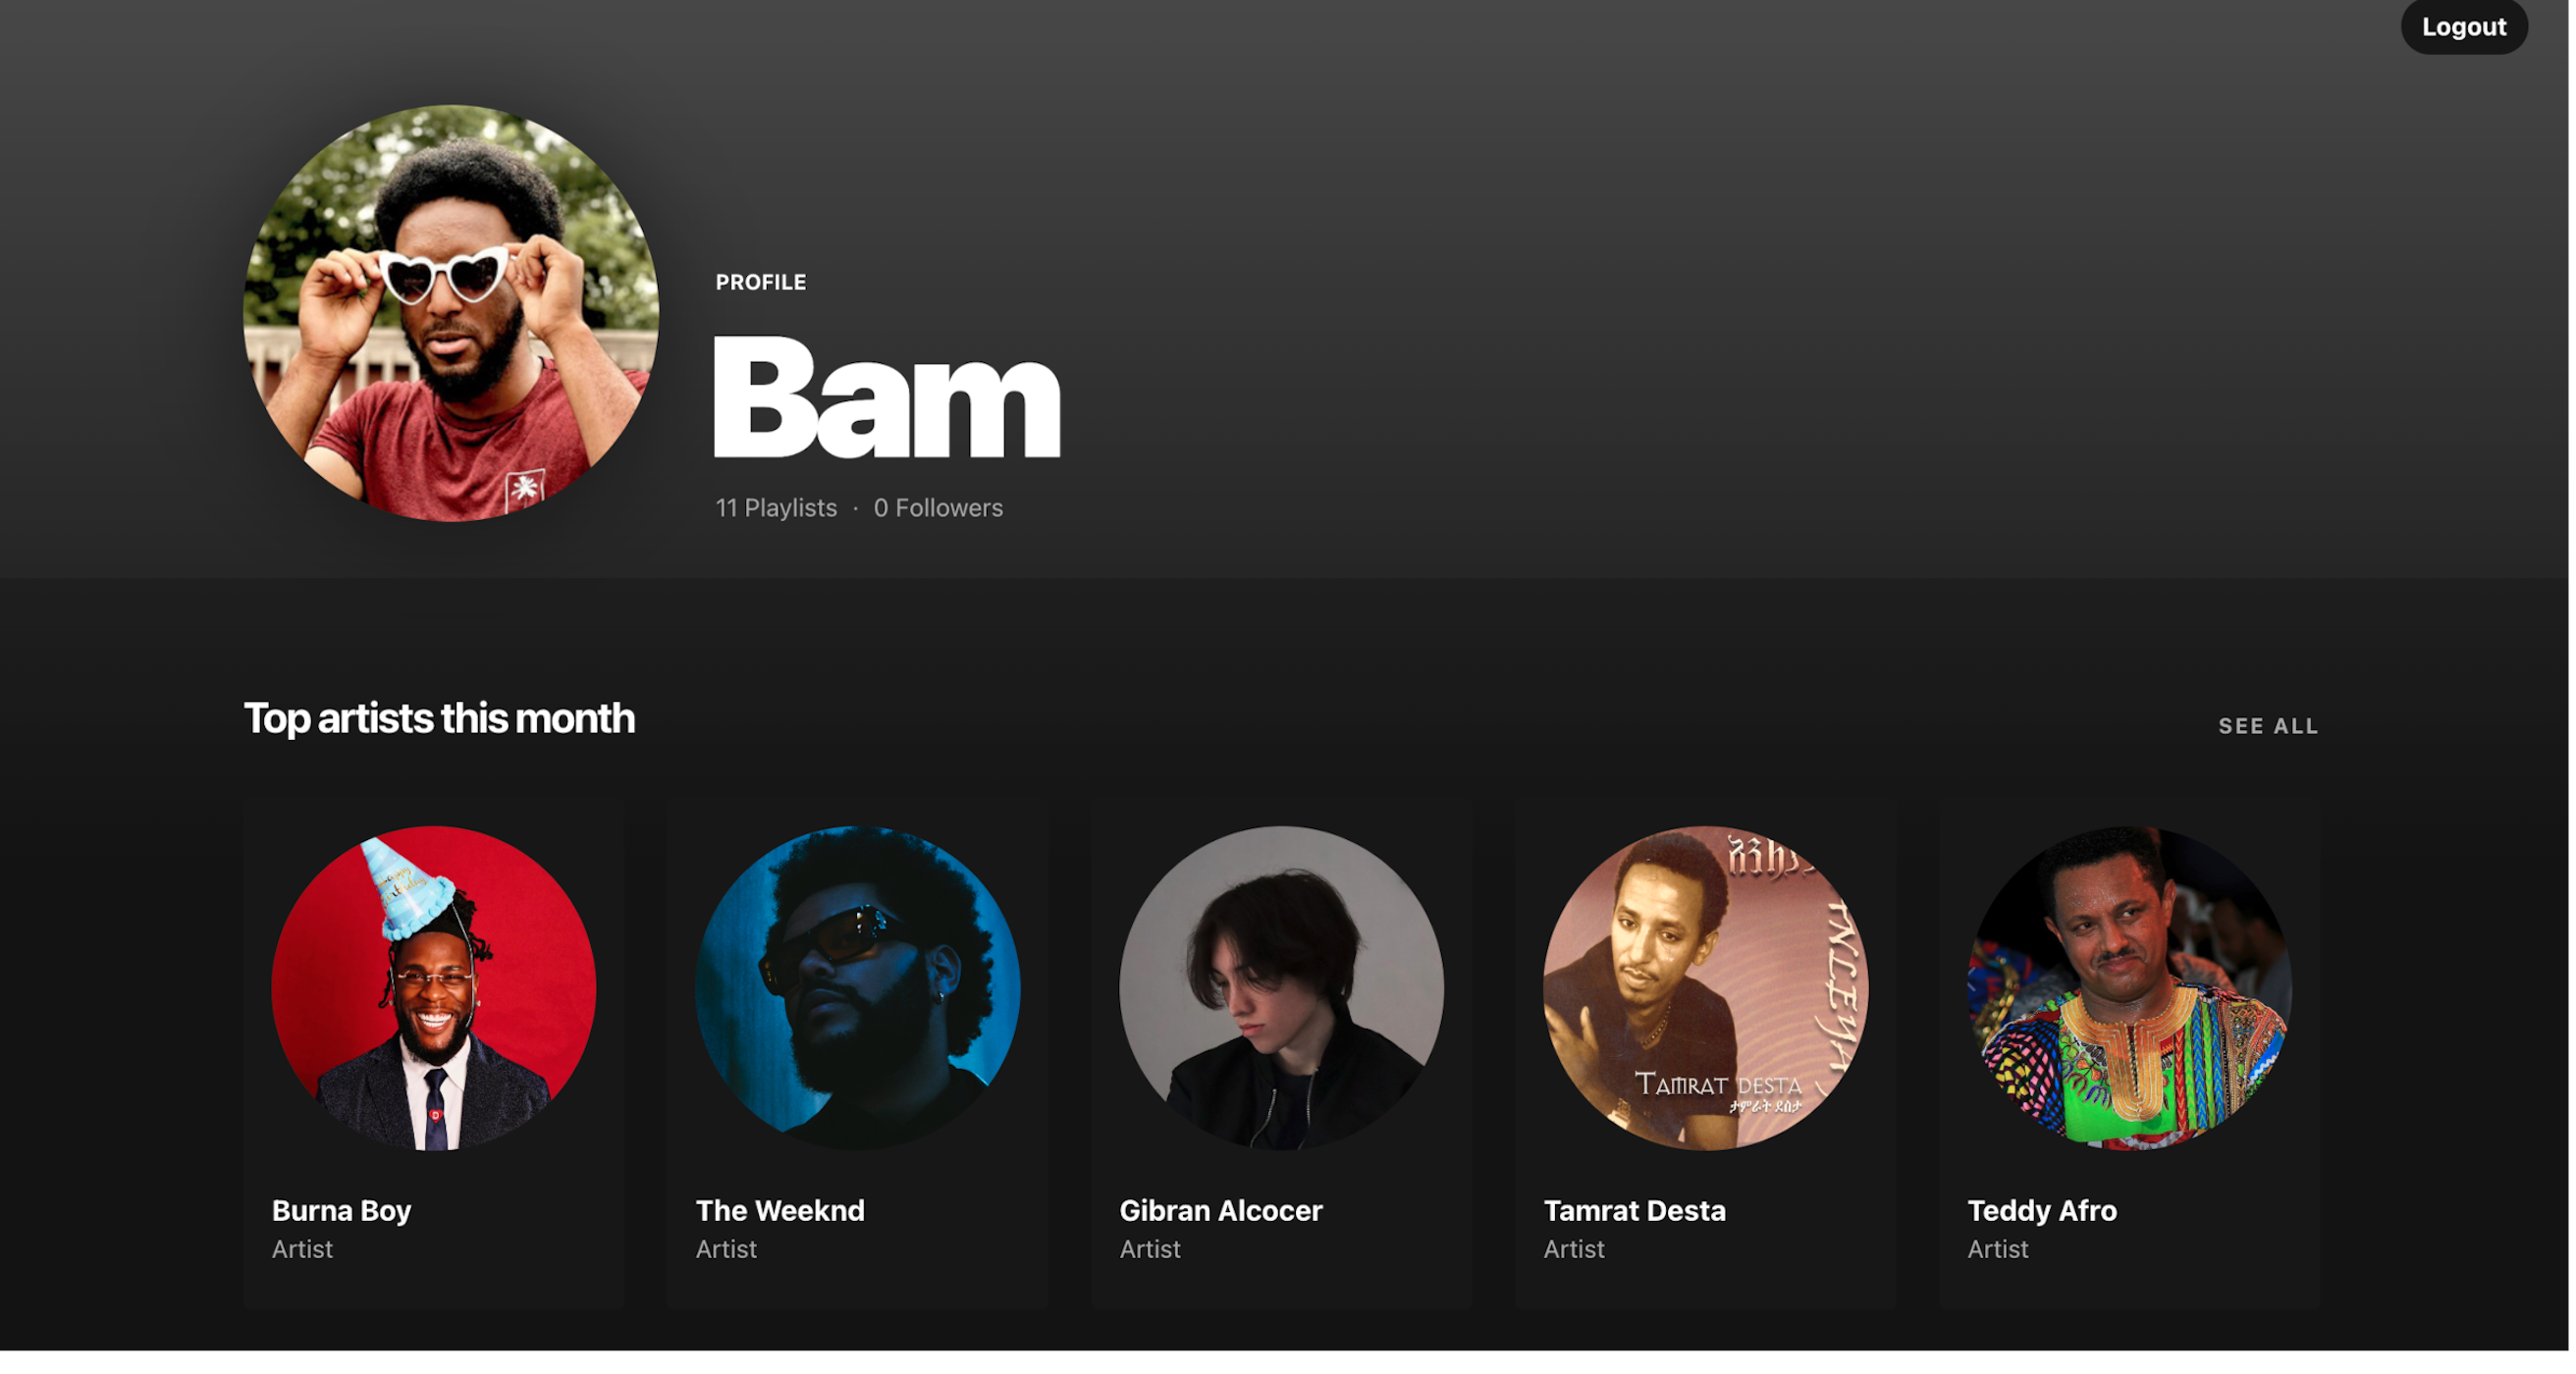 Logout
PROFILE
Bam
11 Playlists · 0 Followers
Top artists this month
SEE ALL
TAMRAT DESTA
ታምራት ደስታ
Burna Boy
Artist
The Weeknd
Artist
Gibran Alcocer
Artist
Tamrat Desta
Artist
Teddy Afro
Artist